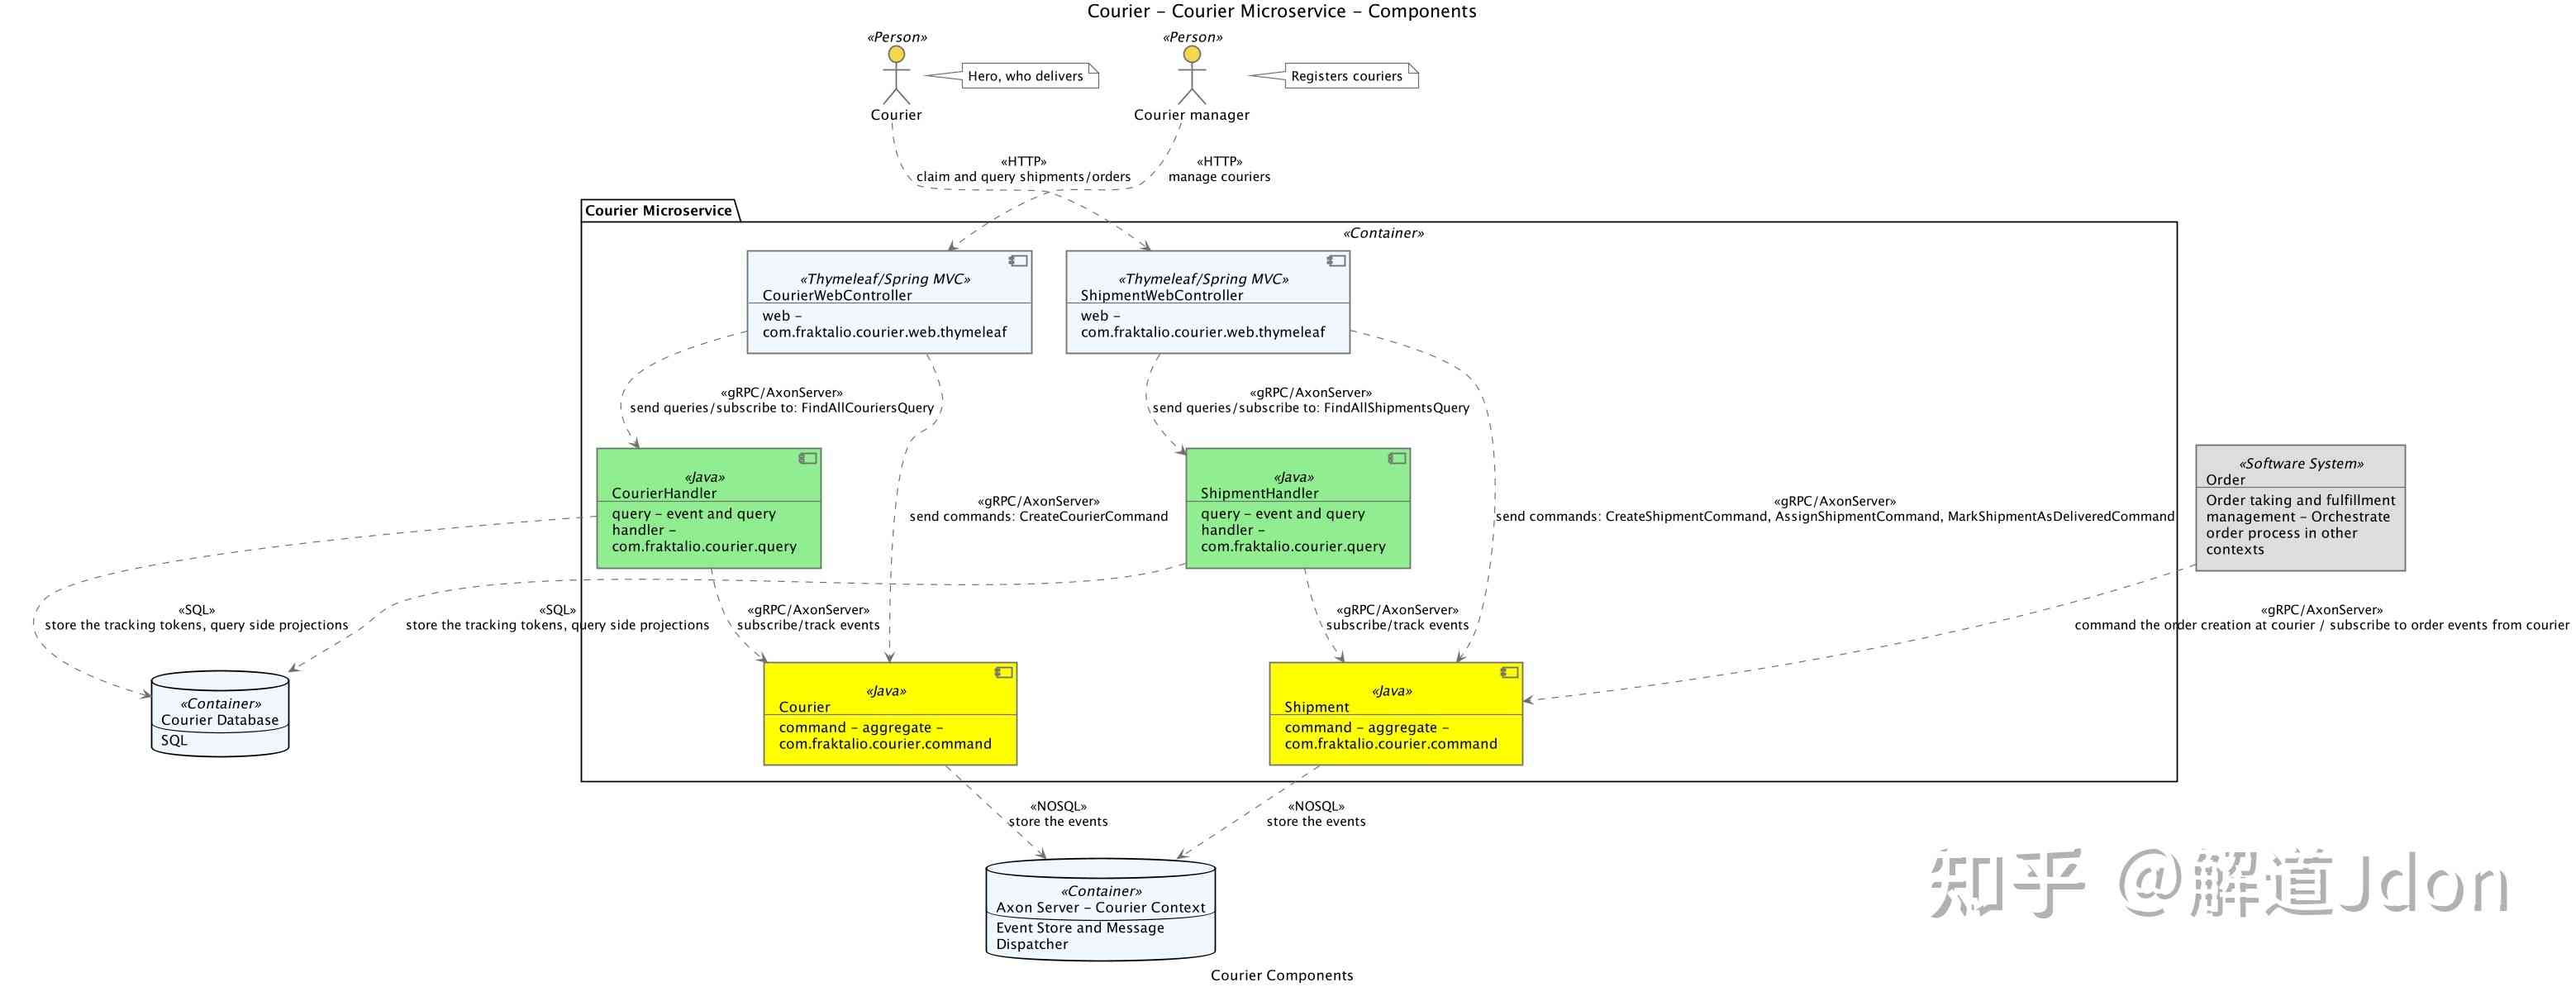 Courier - Courier Microservice - Components
«Person»
Courier
Hero, who delivers
«Person»
Courier manager
Registers couriers
«HTTP»
claim and query shipments/orders
«HTTP»
manage couriers
Courier Microservice
«Container»
«Thymeleaf/Spring MVC»
CourierWebController
web -
com.fraktalio.courier.web.thymeleaf
«Thymeleaf/Spring MVC»
ShipmentWebController
web -
com.fraktalio.courier.web.thymeleaf
«gRPC/AxonServer»
send queries/subscribe to: FindAllCouriersQuery
«gRPC/AxonServer»
send queries/subscribe to: FindAllShipmentsQuery
«Java»
CourierHandler
query - event and query
handler -
com.fraktalio.courier.query
«gRPC/AxonServer»
send commands: CreateCourierCommand
«Java»
ShipmentHandler
query - event and query
handler -
com.fraktalio.courier.query
«gRPC/AxonServer»
send commands: CreateShipmentCommand, AssignShipmentCommand, MarkShipmentAsDeliveredCommand
«Software System»
Order
Order taking and fulfillment
management - Orchestrate
order process in other
contexts
«SQL»
store the tracking tokens, query side projections
«SQL»
store the tracking tokens, query side projections
«gRPC/AxonServer»
subscribe/track events
«gRPC/AxonServer»
subscribe/track events
«gRPC/AxonServer»
command the order creation at courier / subscribe to order events from courier
«Container»
Courier Database
SQL
«Java»
Courier
command - aggregate -
com.fraktalio.courier.command
«Java»
Shipment
command - aggregate -
com.fraktalio.courier.command
«NOSQL»
store the events
«NOSQL»
store the events
«Container»
Axon Server - Courier Context
Event Store and Message
Dispatcher
Courier Components
知乎 @解道Jdon